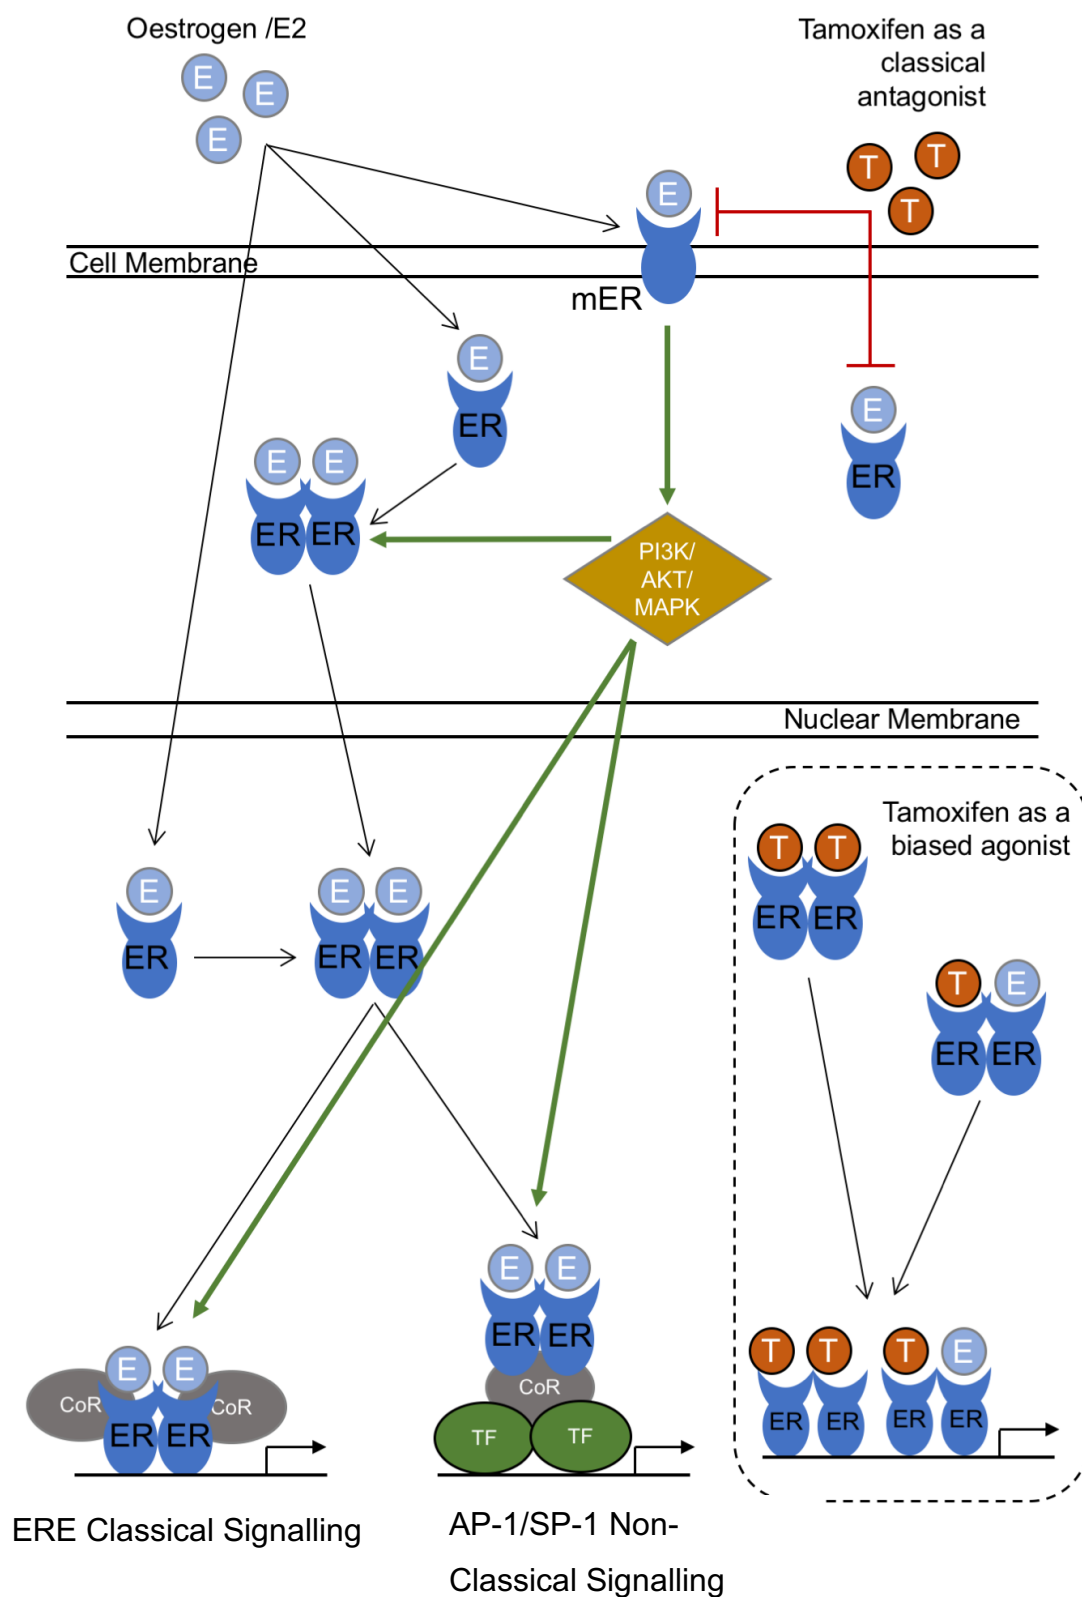 Oestrogen /E2
E
E
E
Tamoxifen as a
classical
antagonist
T
T
T
E
Cell Membrane
mER
E
ER
E
ER
E E
ER ER
PI3K/
AKT/
MAPK
Nuclear Membrane
Tamoxifen as a
biased agonist
T T
ER ER
E
ER
E E
ER ER
T E
ER ER
E E
ER ER
CoR
TF TF
E E
CoR CoR
ER ER
T T T E
ER ER ER ER
ERE Classical Signalling
AP-1/SP-1 Non-
Classical Signalling